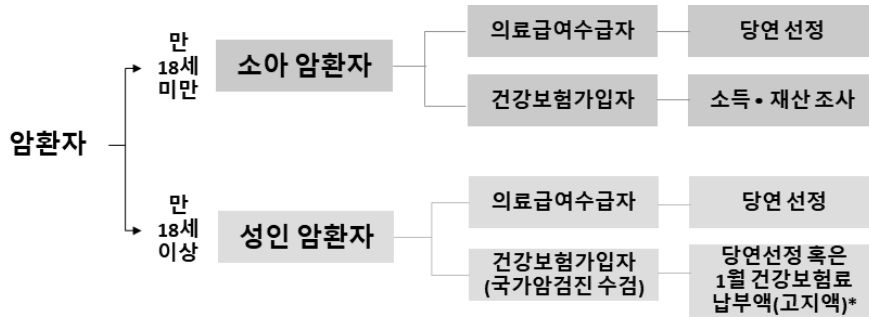 암환자
만
18세
미만
소아 암환자
의료급여수급자
당연 선정
건강보험가입자
소득 • 재산 조사
만
18세
이상
성인 암환자
의료급여수급자
당연 선정
건강보험가입자
(국가암검진 수검)
당연선정 혹은
1월 건강보험료
납부액(고지액)*